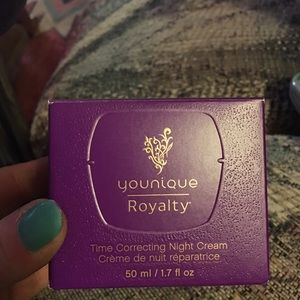 younique
Royalty
Time Correcting Night Cream
Crème de nuit réparatrice
50 ml / 1.7 fl oz